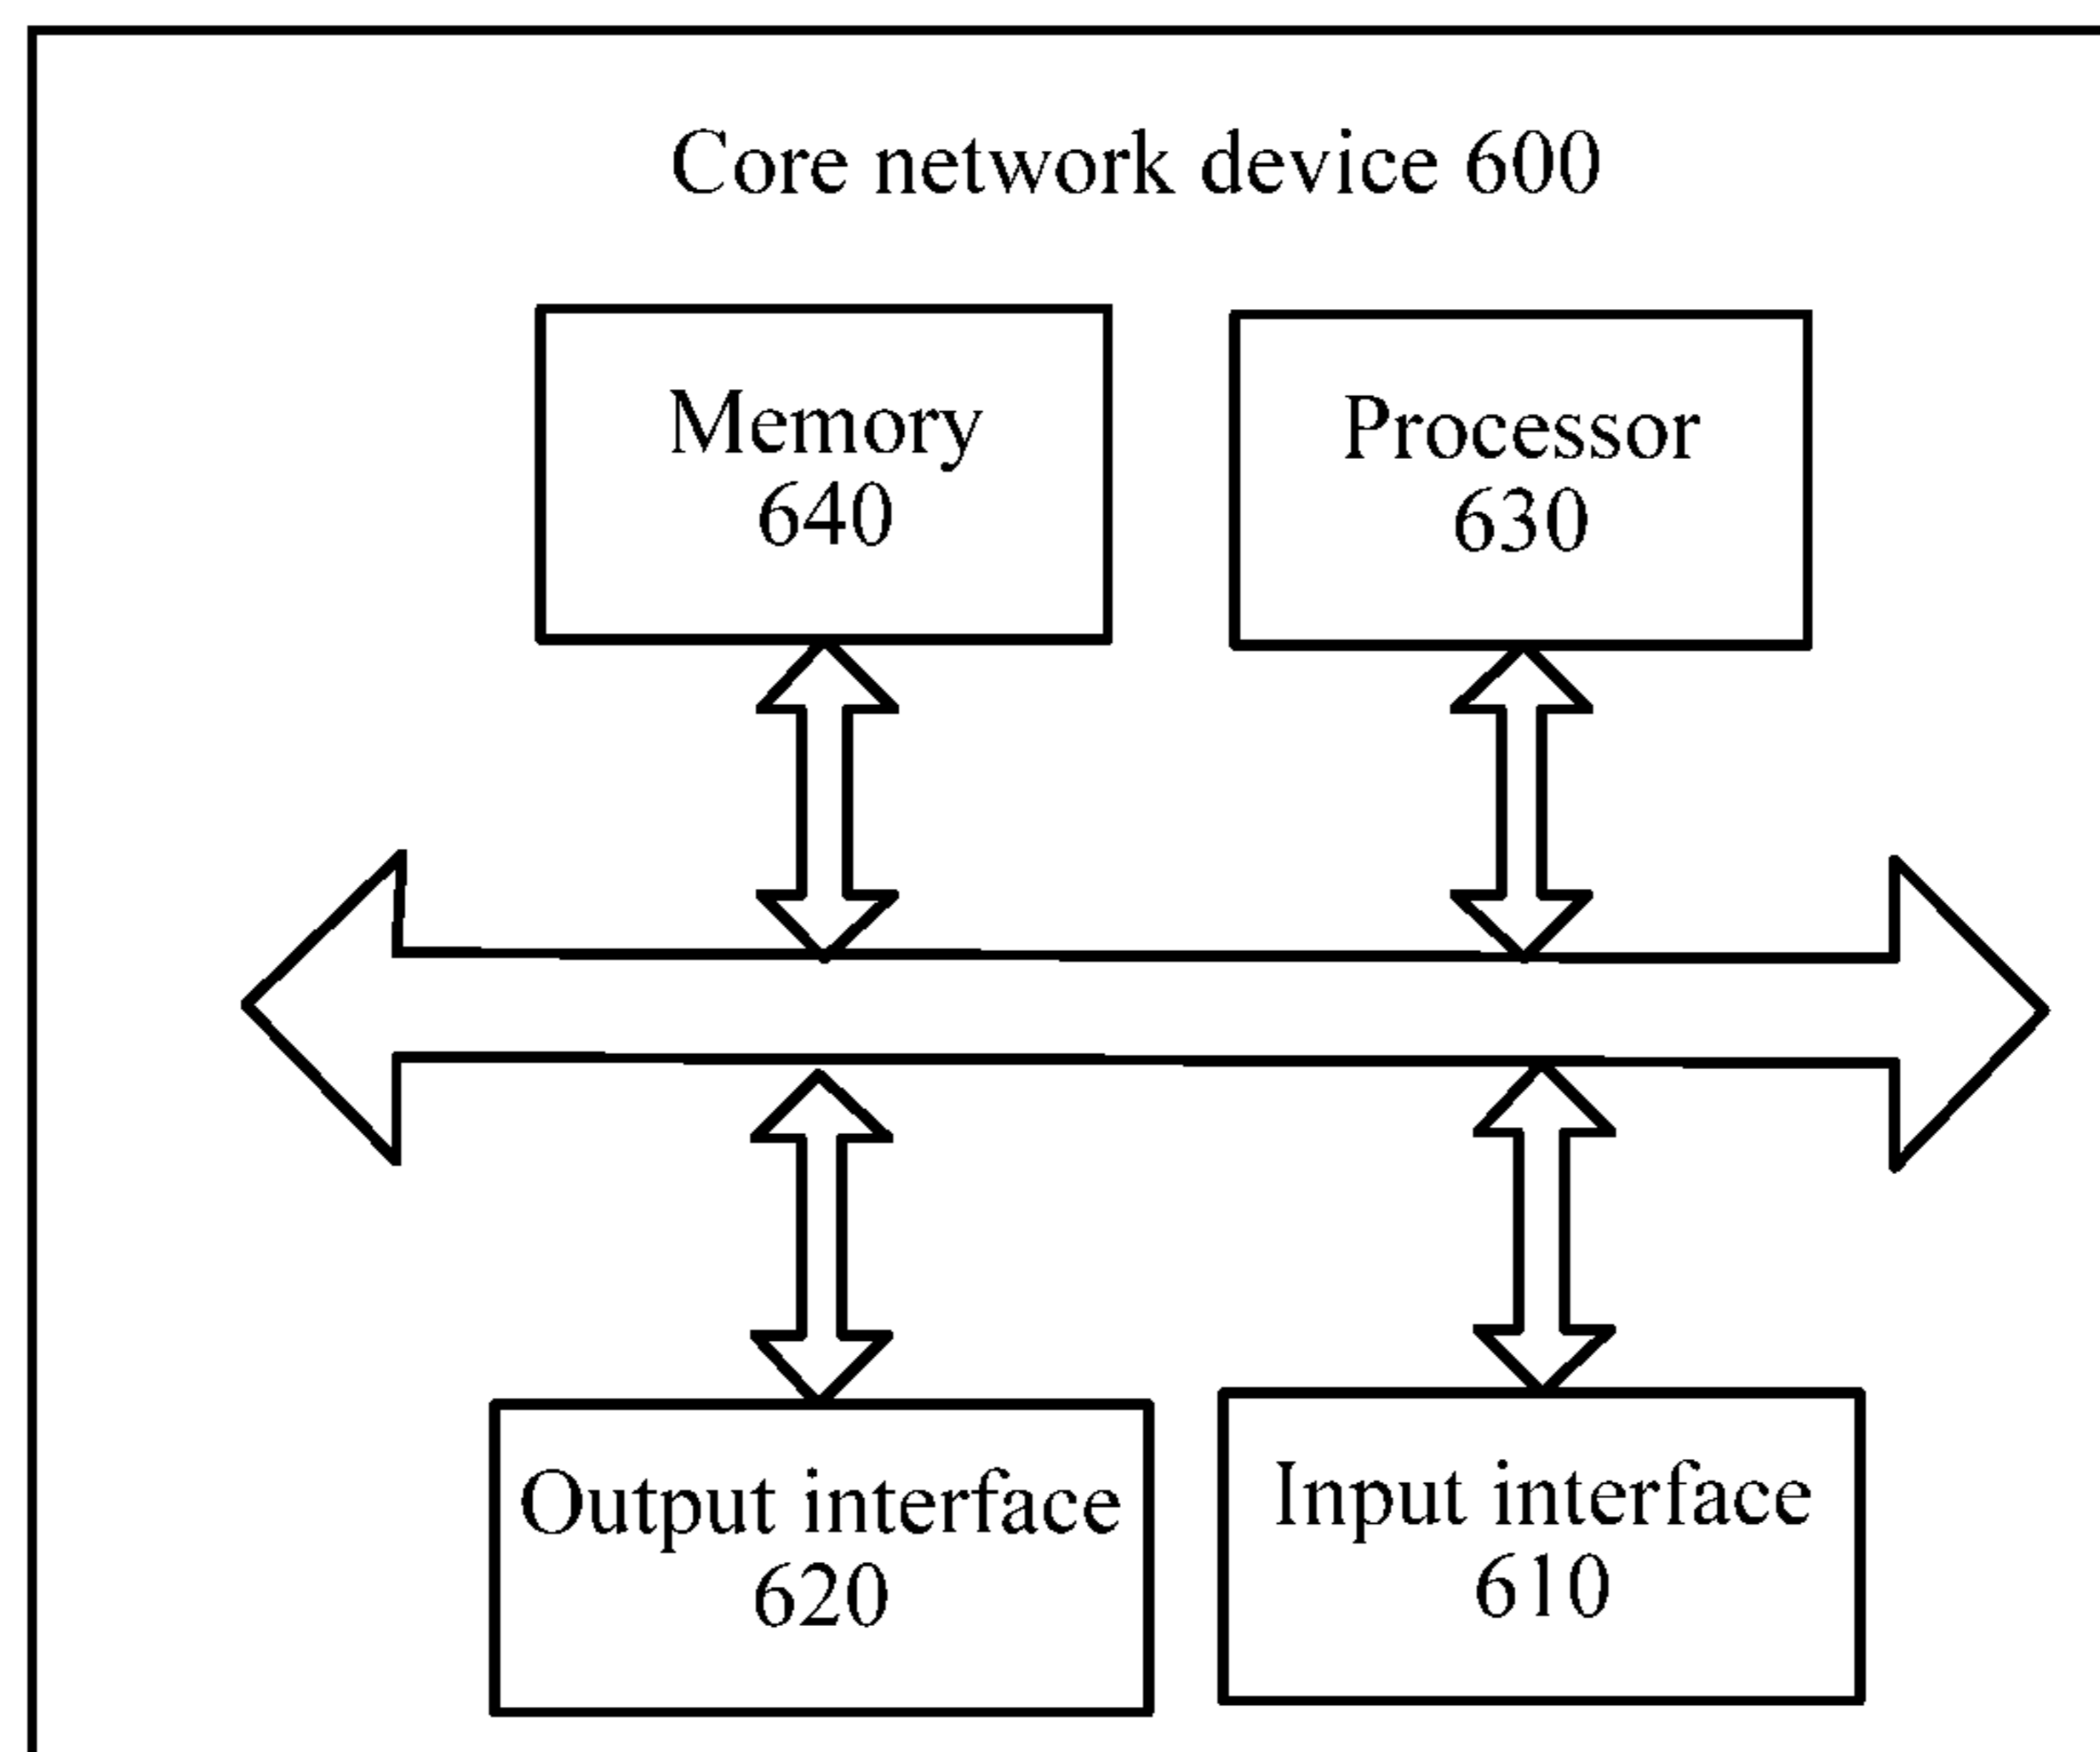 Core network device 600
Memory
640
Processor
630
Output interface
620
Input interface
610